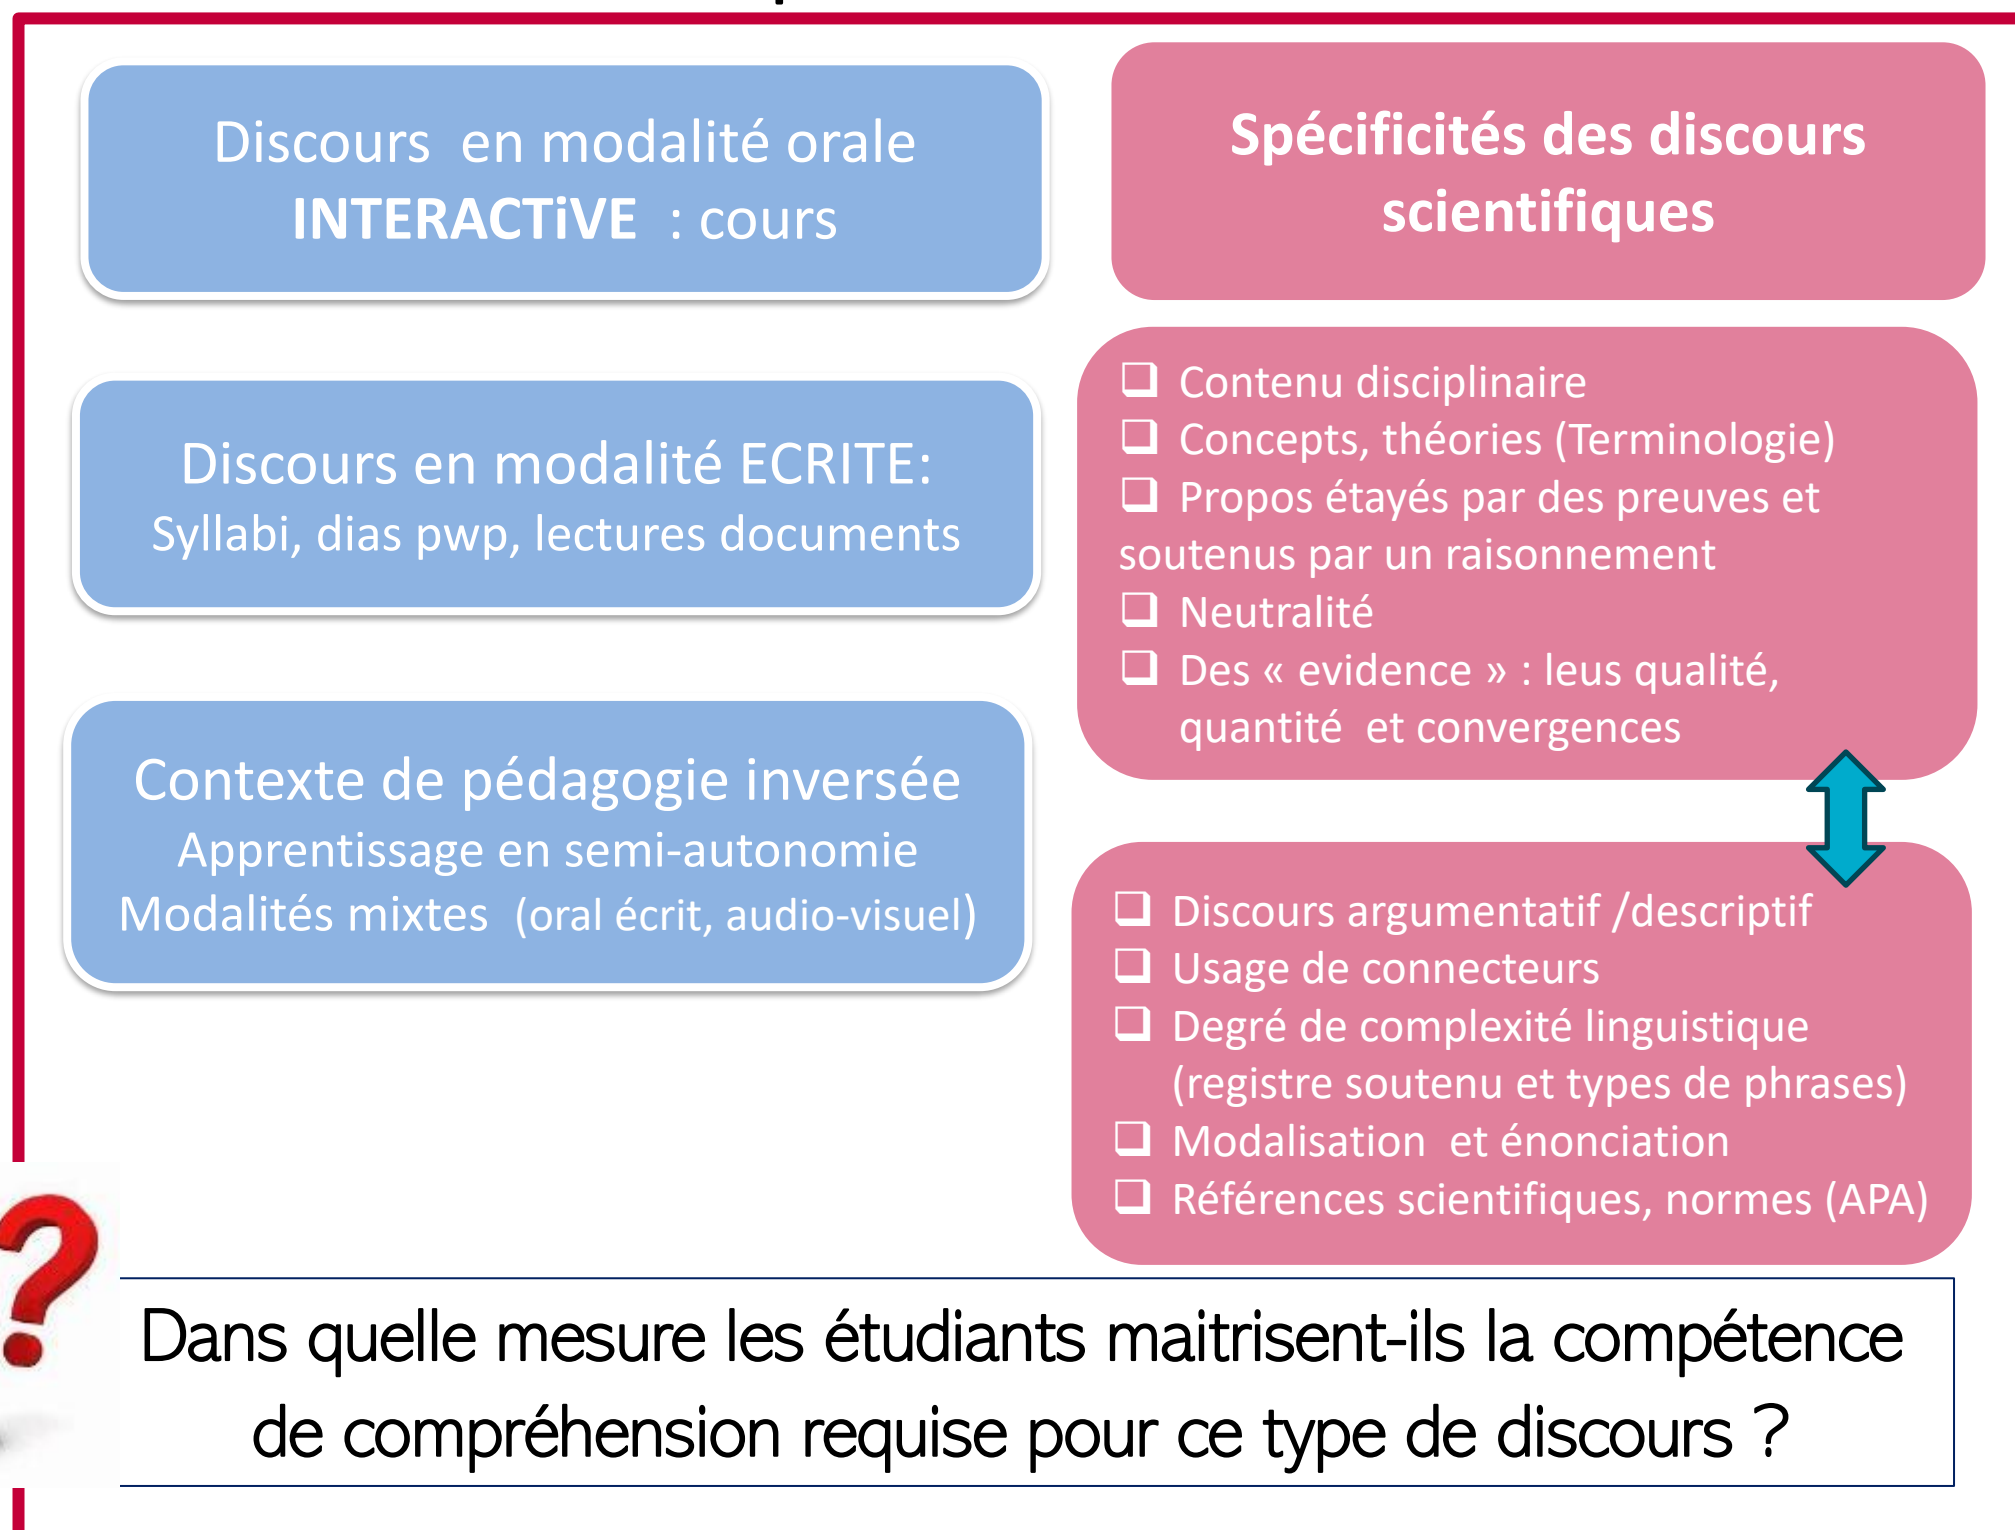 Discours en modalité orale
INTERACTiVE : cours
Discours en modalité ECRITE:
Syllabi, dias pwp, lectures documents
Contexte de pédagogie inversée
Apprentissage en semi-autonomie
Modalités mixtes (oral écrit, audio-visuel)
Spécificités des discours
scientifiques
❑ Contenu disciplinaire
❑ Concepts, théories (Terminologie)
❑ Propos étayés par des preuves et
soutenus par un raisonnement
❑ Neutralité
❑ Des « evidence » : leus qualité,
quantité et convergences
❑ Discours argumentatif /descriptif
❑ Usage de connecteurs
❑ Degré de complexité linguistique
(registre soutenu et types de phrases)
❑ Modalisation et énonciation
❑ Références scientifiques, normes (APA)
?
Dans quelle mesure les étudiants maitrisent-ils la compétence
de compréhension requise pour ce type de discours ?